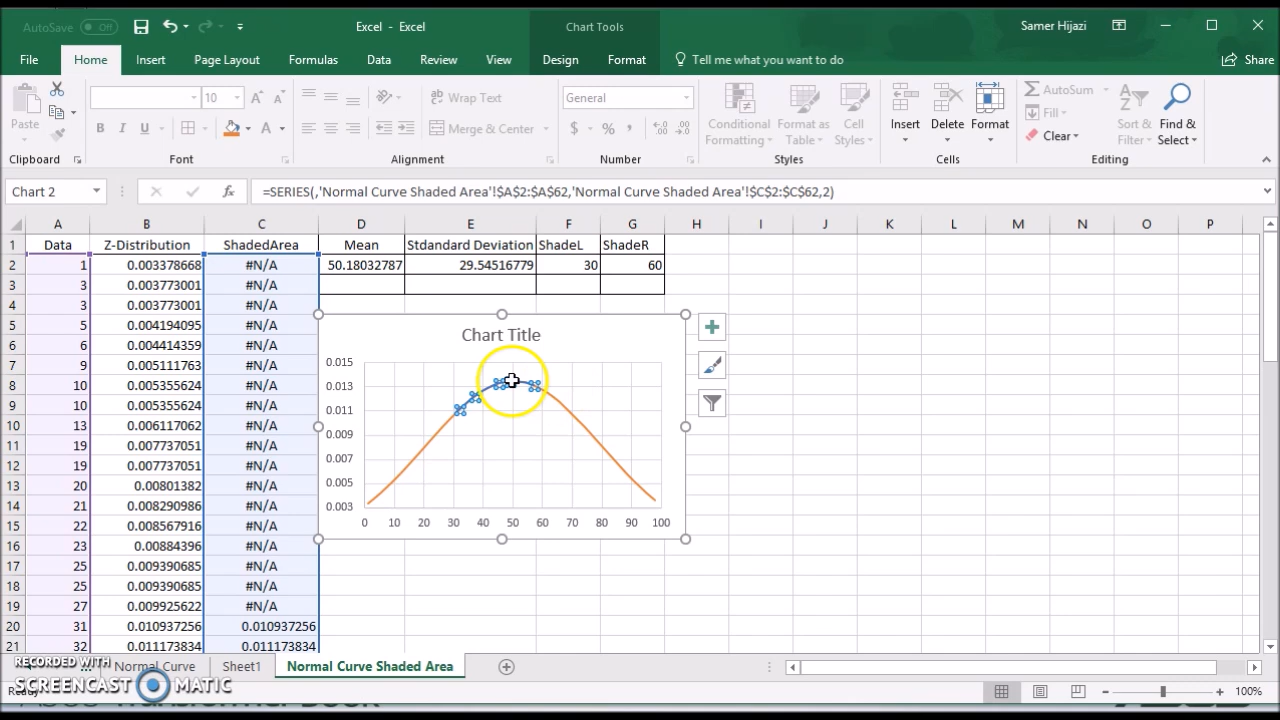 AutoSave Off Excel - Excel Chart Tools Samer Hijazi
File Home Insert Page Layout Formulas Data Review View Design Format Tell me what you want to do Share
Paste 10 Wrap Text General Conditional Formatting Format as Table Cell Styles Insert Delete Format AutoSum Fill Clear Sort & Filter Find & Select
B I U A Merge & Center $ % ,
Clipboard Font Alignment Number Styles Cells Editing
Chart 2 fx =SERIES(,'Normal Curve Shaded Area'!$A$2:$A$62,'Normal Curve Shaded Area'!$C$2:$C$62,2)
A B C D E F G H I J K L M N O P
1 Data Z-Distribution ShadedArea Mean Stdandard Deviation ShadeL ShadeR
2 1 0.003378668 #N/A 50.18032787 29.54516779 30 60
3 3 0.003773001 #N/A
4 3 0.003773001 #N/A
5 5 0.004194095 #N/A
6 6 0.004414359 #N/A
7 9 0.005111763 #N/A
8 10 0.005355624 #N/A
9 10 0.005355624 #N/A
10 13 0.006117062 #N/A
11 19 0.007737051 #N/A
12 19 0.007737051 #N/A
13 20 0.00801382 #N/A
14 21 0.008290986 #N/A
15 22 0.008567916 #N/A
16 23 0.00884396 #N/A
17 25 0.009390685 #N/A
18 25 0.009390685 #N/A
19 27 0.009925622 #N/A
20 31 0.010937256 0.010937256
21 32 0.011173834 0.011173834
Chart Title
0.015
0.013
0.011
0.009
0.007
0.005
0.003
0 10 20 30 40 50 60 70 80 90 100
... Normal Curve Sheet1 Normal Curve Shaded Area
RECORDED WITH
SCREENCAST MATIC
100%